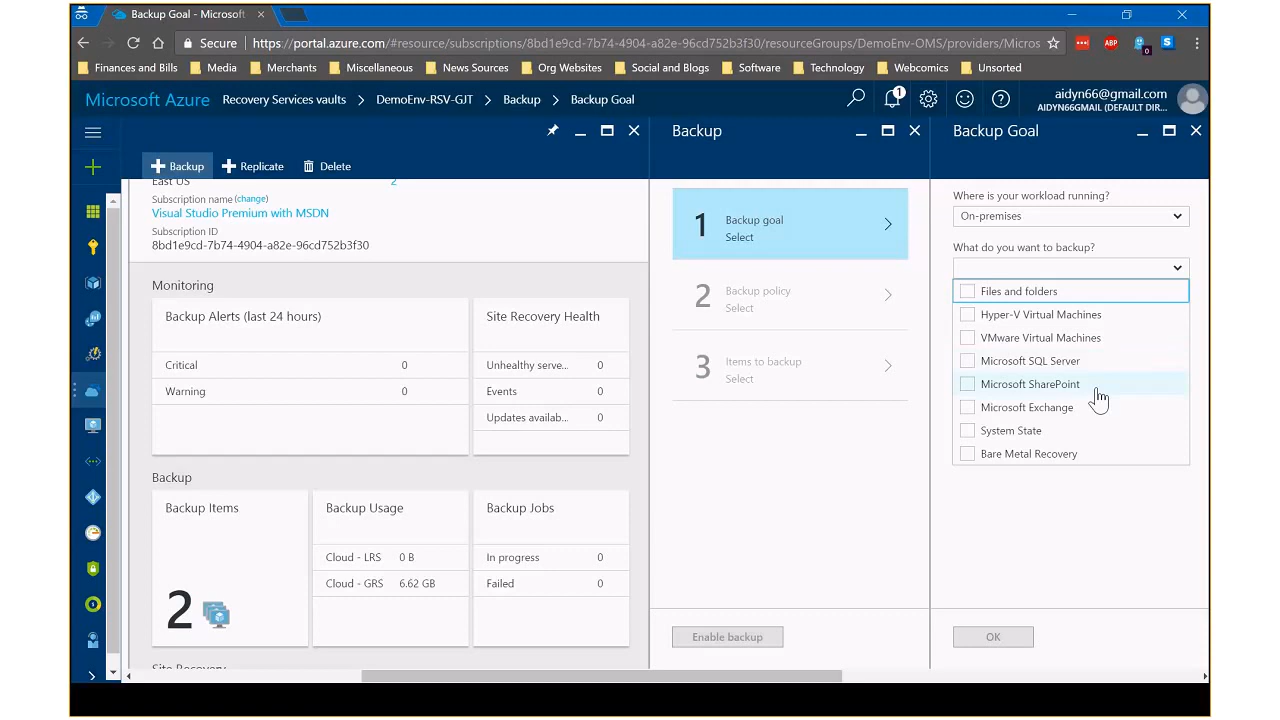 Backup Goal - Microsoft
Secure
https://portal.azure.com/#resource/subscriptions/8bd1e9cd-7b74-4904-a82e-96cd752b3f30/resourceGroups/DemoEnv-OMS/providers/Micros
ABP
0
S
Finances and Bills
Media
Merchants
Miscellaneous
News Sources
Org Websites
Social and Blogs
Software
Technology
Webcomics
Unsorted
Microsoft Azure
Recovery Services vaults > DemoEnv-RSV-GJT > Backup > Backup Goal
1
aidyn66@gmail.com
AIDYN66GMAIL (DEFAULT DIR...
Backup
Replicate
Delete
East US
2
Subscription name (change)
Visual Studio Premium with MSDN
Subscription ID
8bd1e9cd-7b74-4904-a82e-96cd752b3f30
Monitoring
Backup Alerts (last 24 hours)
Critical 0
Warning 0
Site Recovery Health
Unhealthy serve... 0
Events 0
Updates availab... 0
Backup
Backup Items
2
Backup Usage
Cloud - LRS 0 B
Cloud - GRS 6.62 GB
Backup Jobs
In progress 0
Failed 0
Site Recovery
Backup
1 Backup goal
Select
2 Backup policy
Select
3 Items to backup
Select
Enable backup
Backup Goal
Where is your workload running?
On-premises
What do you want to backup?
Files and folders
Hyper-V Virtual Machines
VMware Virtual Machines
Microsoft SQL Server
Microsoft SharePoint
Microsoft Exchange
System State
Bare Metal Recovery
OK